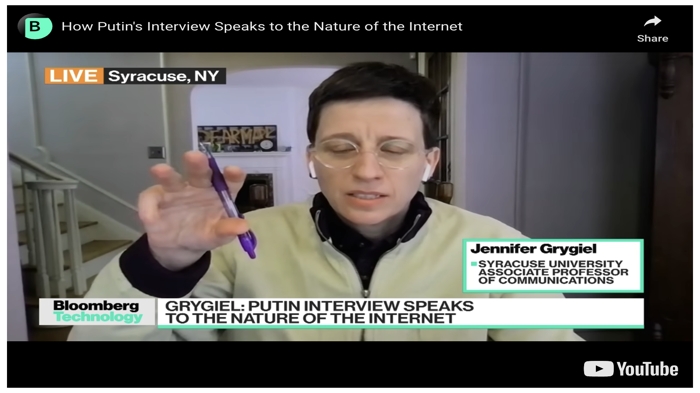 B
How Putin's Interview Speaks to the Nature of the Internet
Share
LIVE Syracuse, NY
Jennifer Grygiel
SYRACUSE UNIVERSITY
ASSOCIATE PROFESSOR
OF COMMUNICATIONS
Bloomberg
Technology
GRYGIEL: PUTIN INTERVIEW SPEAKS
TO THE NATURE OF THE INTERNET
YouTube